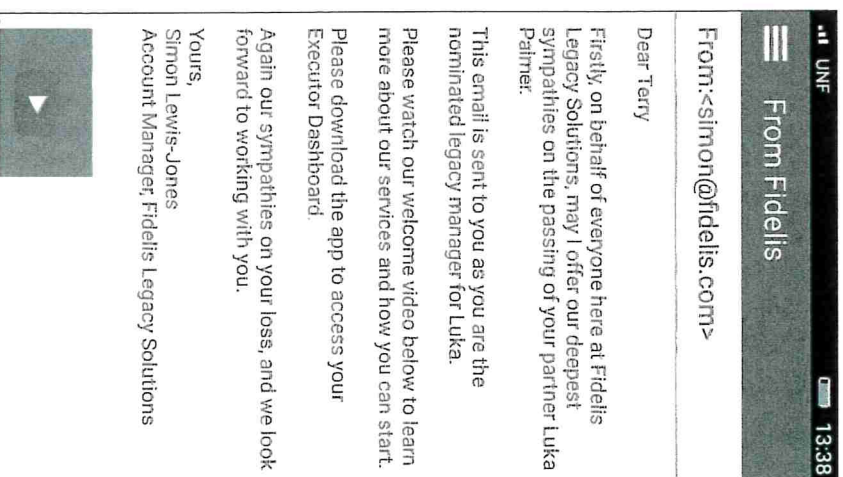 UNF 13:38
From Fidelis
From:<simon@fidelis.com>
Dear Terry
Firstly, on behalf of everyone here at Fidelis
Legacy Solutions, may I offer our deepest
sympathies on the passing of your partner Luka
Palmer.
This email is sent to you as you are the
nominated legacy manager for Luka.
Please watch our welcome video below to learn
more about our services and how you can start.
Please download the app to access your
Executor Dashboard.
Again our sympathies on your loss, and we look
forward to working with you.
Yours,
Simon Lewis-Jones
Account Manager, Fidelis Legacy Solutions